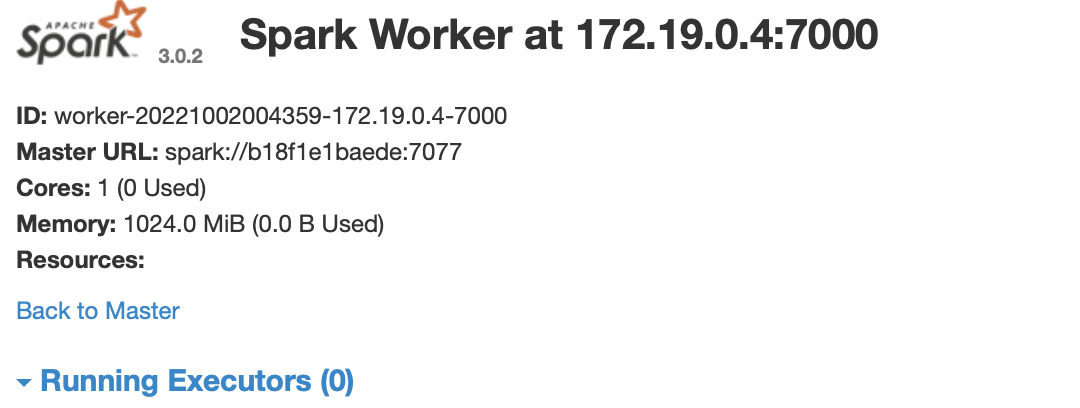 APACHE
Spark 3.0.2 Spark Worker at 172.19.0.4:7000
ID: worker-20221002004359-172.19.0.4-7000
Master URL: spark://b18f1e1baede:7077
Cores: 1 (0 Used)
Memory: 1024.0 MiB (0.0 B Used)
Resources:
Back to Master
Running Executors (0)